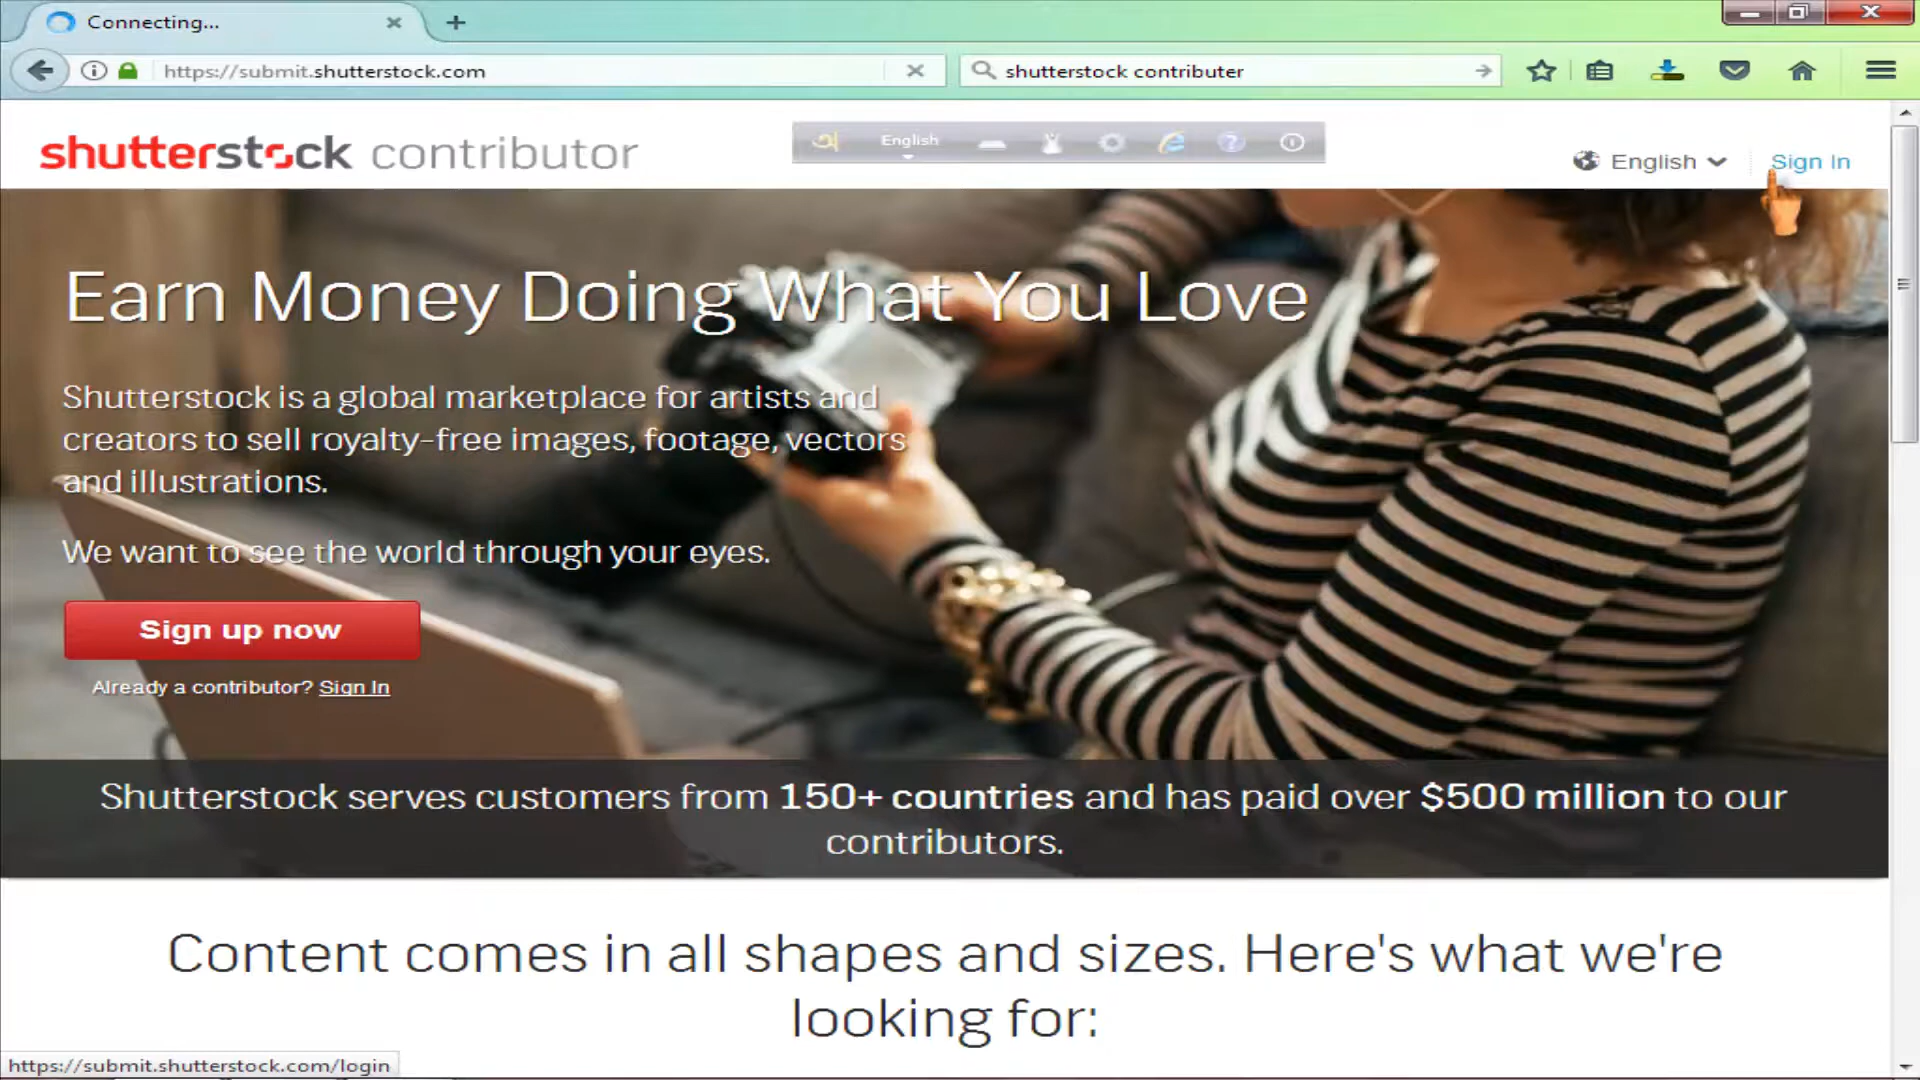 Connecting...
https://submit.shutterstock.com
shutterstock contributer
shutterstock contributor
অ English
English
Sign In
Earn Money Doing What You Love
Shutterstock is a global marketplace for artists and
creators to sell royalty-free images, footage, vectors
and illustrations.
We want to see the world through your eyes.
Sign up now
Already a contributor? Sign In
Shutterstock serves customers from 150+ countries and has paid over $500 million to our
contributors.
Content comes in all shapes and sizes. Here's what we're
looking for:
https://submit.shutterstock.com/login